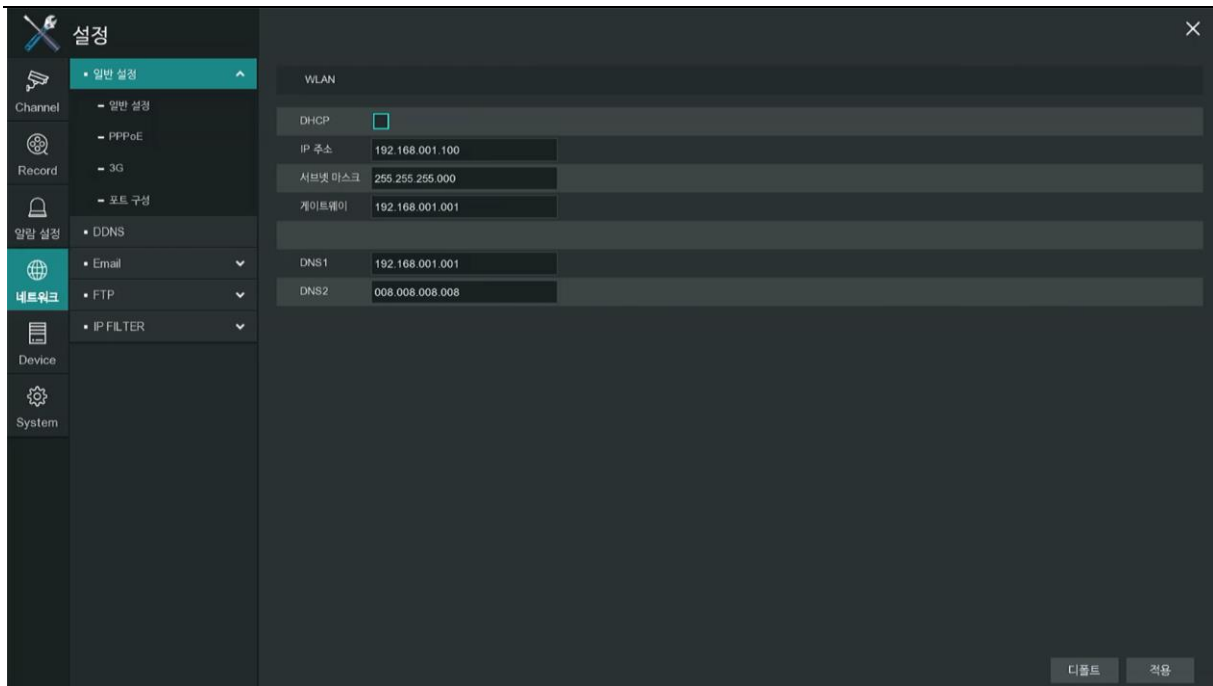 설정
Channel
Record
알람 설정
네트워크
Device
System
일반 설정
일반 설정
PPPoE
3G
포트 구성
DDNS
Email
FTP
IP FILTER
WLAN
DHCP
IP 주소 192.168.001.100
서브넷 마스크 255.255.255.000
게이트웨이 192.168.001.001
DNS1 192.168.001.001
DNS2 008.008.008.008
디폴트 적용